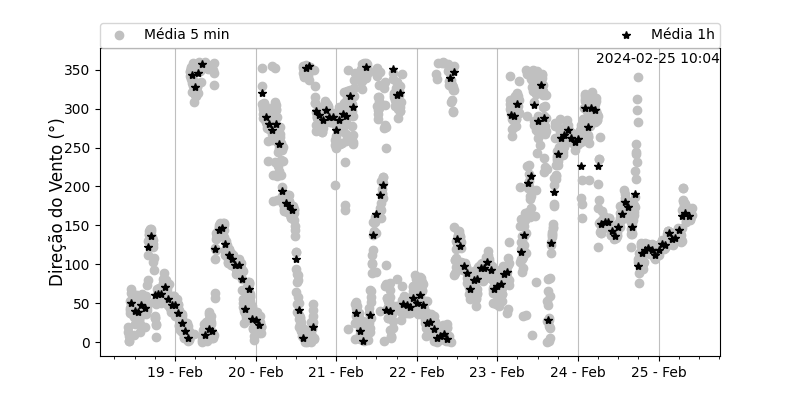 Média 5 min
Média 1h
2024-02-25 10:04
Direção do Vento (°)
350
300
250
200
150
100
50
0
19 - Feb
20 - Feb
21 - Feb
22 - Feb
23 - Feb
24 - Feb
25 - Feb